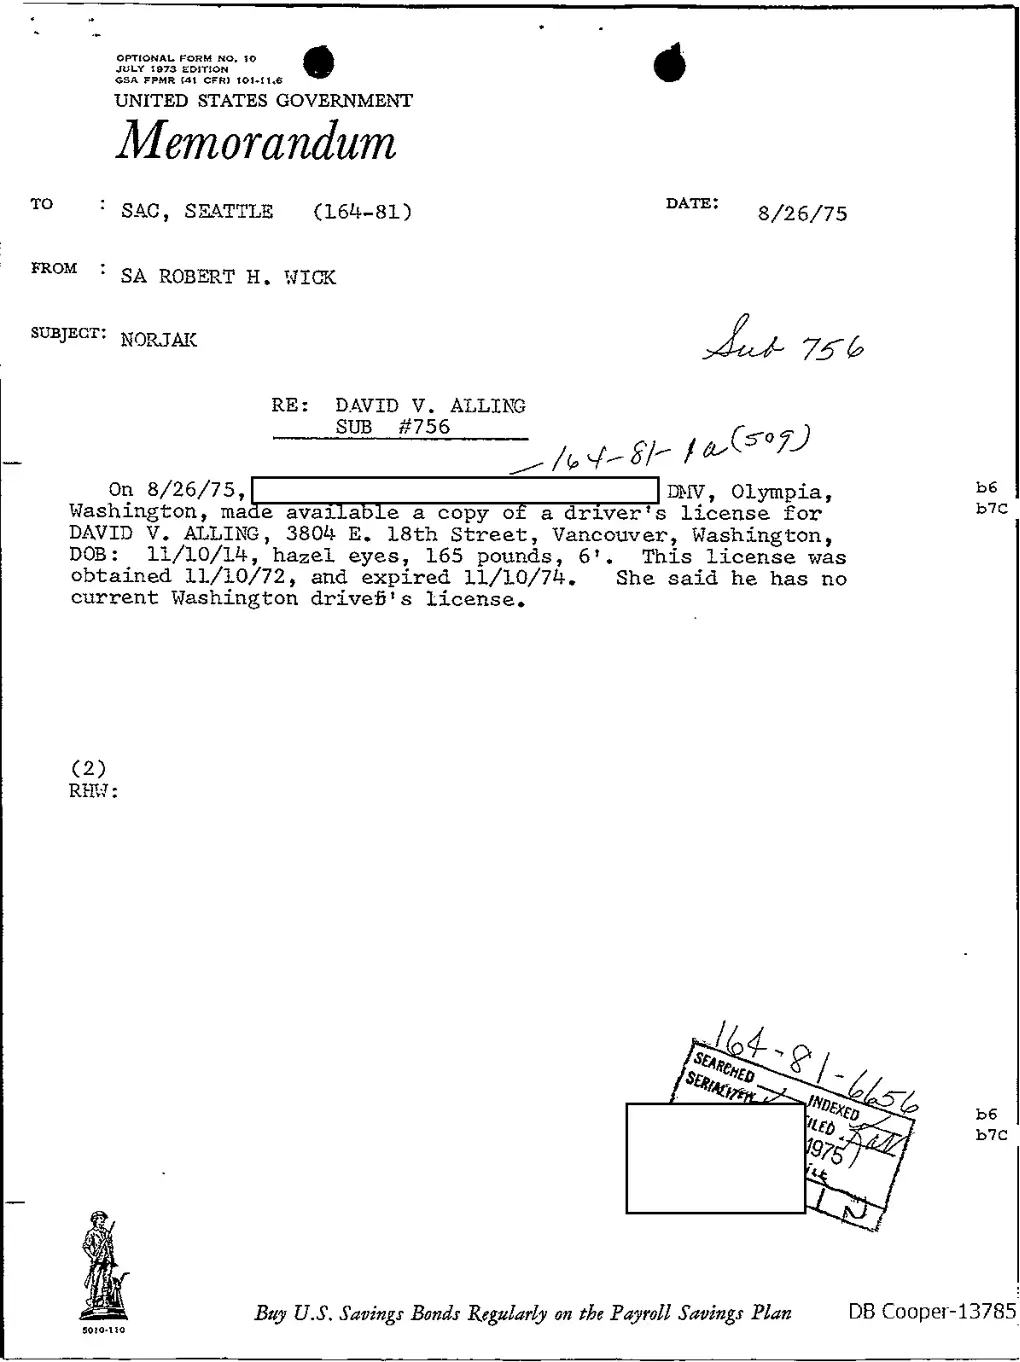 OPTIONAL FORM NO. 10
JULY 1973 EDITION
GSA FPMR (41 CFR) 101-11.6
UNITED STATES GOVERNMENT
Memorandum
TO : SAC, SEATTLE (164-81)
DATE: 8/26/75
FROM : SA ROBERT H. WICK
SUBJECT: NORJAK
Sub 756
RE: DAVID V. ALLING
SUB #756
164-81-1a(509)
On 8/26/75, DMV, Olympia,
b6
Washington, made available a copy of a driver's license for
b7C
DAVID V. ALLING, 3804 E. 18th Street, Vancouver, Washington,
DOB: 11/10/14, hazel eyes, 165 pounds, 6'. This license was
obtained 11/10/72, and expired 11/10/74. She said he has no
current Washington driver's license.
(2)
RHW:
164-81-6656
SEARCHED
SERIALIZED
INDEXED
FILED
1975
b6
b7C
2
5010-110
Buy U.S. Savings Bonds Regularly on the Payroll Savings Plan
DB Cooper-13785